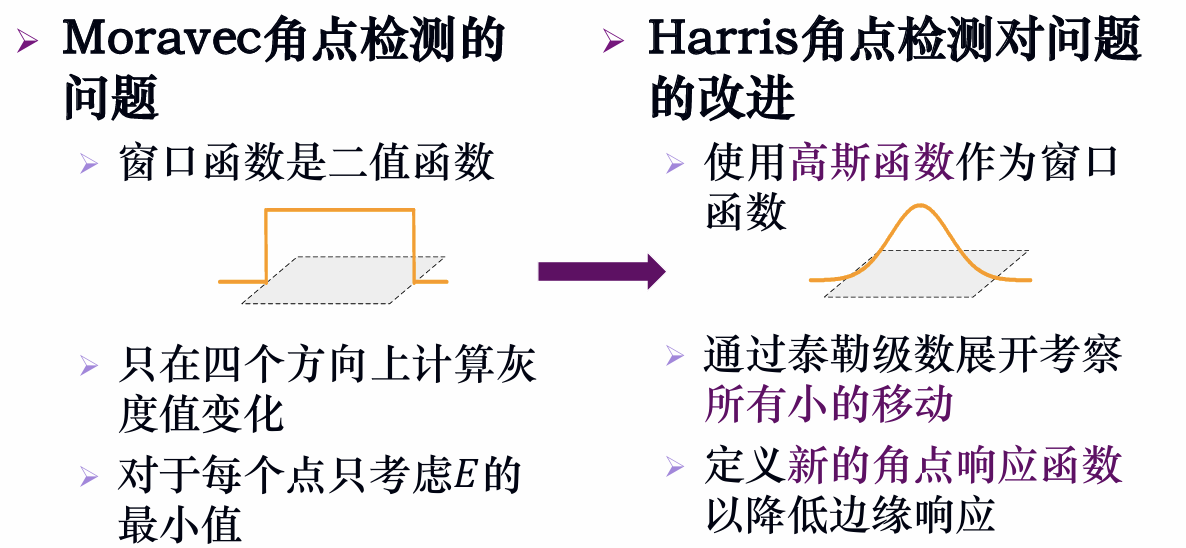 Moravec角点检测的
问题
窗口函数是二值函数
只在四个方向上计算灰
度值变化
对于每个点只考虑E的
最小值
Harris角点检测对问题
的改进
使用高斯函数作为窗口
函数
通过泰勒级数展开考察
所有小的移动
定义新的角点响应函数
以降低边缘响应